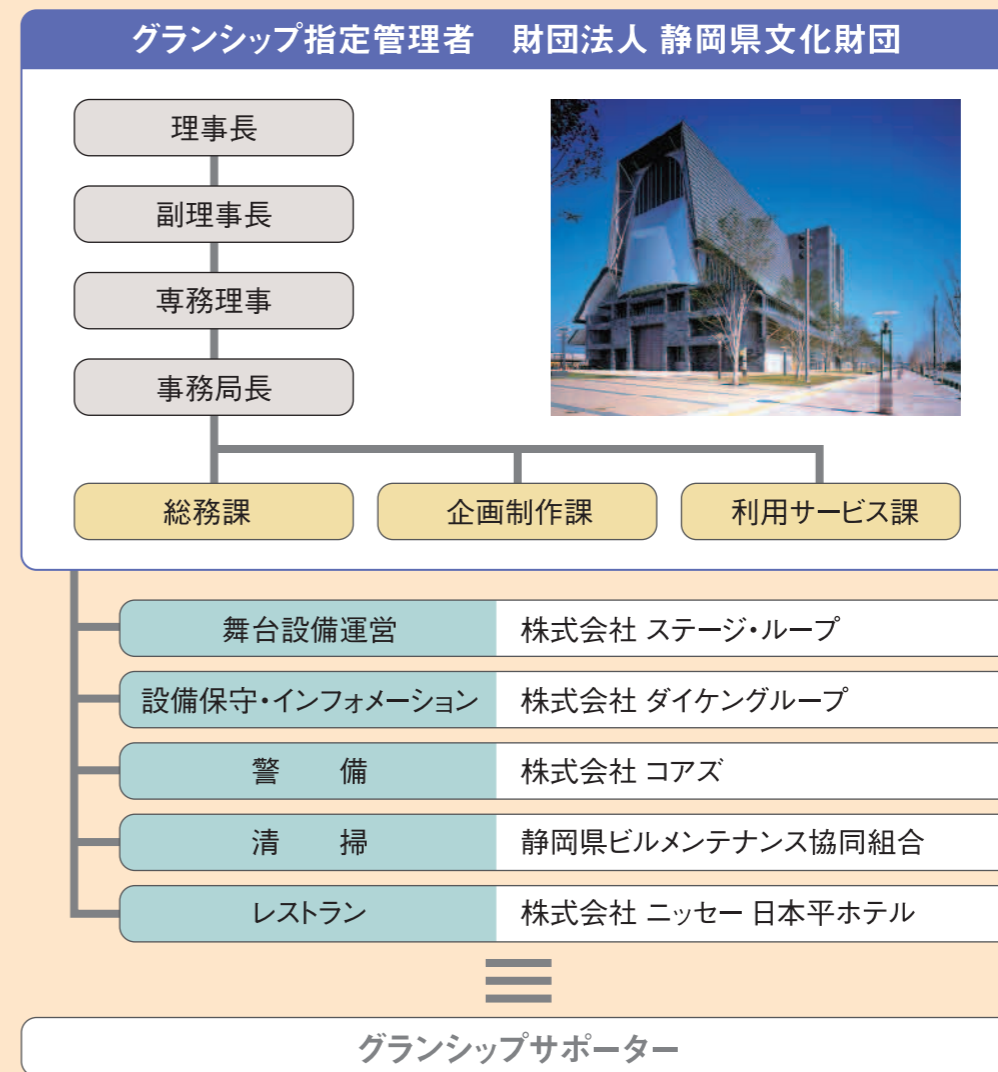 グランシップ指定管理者　財団法人 静岡県文化財団
理事長
副理事長
専務理事
事務局長
総務課
企画制作課
利用サービス課
舞台設備運営
株式会社 ステージ・ループ
設備保守・インフォメーション
株式会社 ダイケングループ
警　備
株式会社 コアズ
清　掃
静岡県ビルメンテナンス協同組合
レストラン
株式会社 ニッセー 日本平ホテル
グランシップサポーター